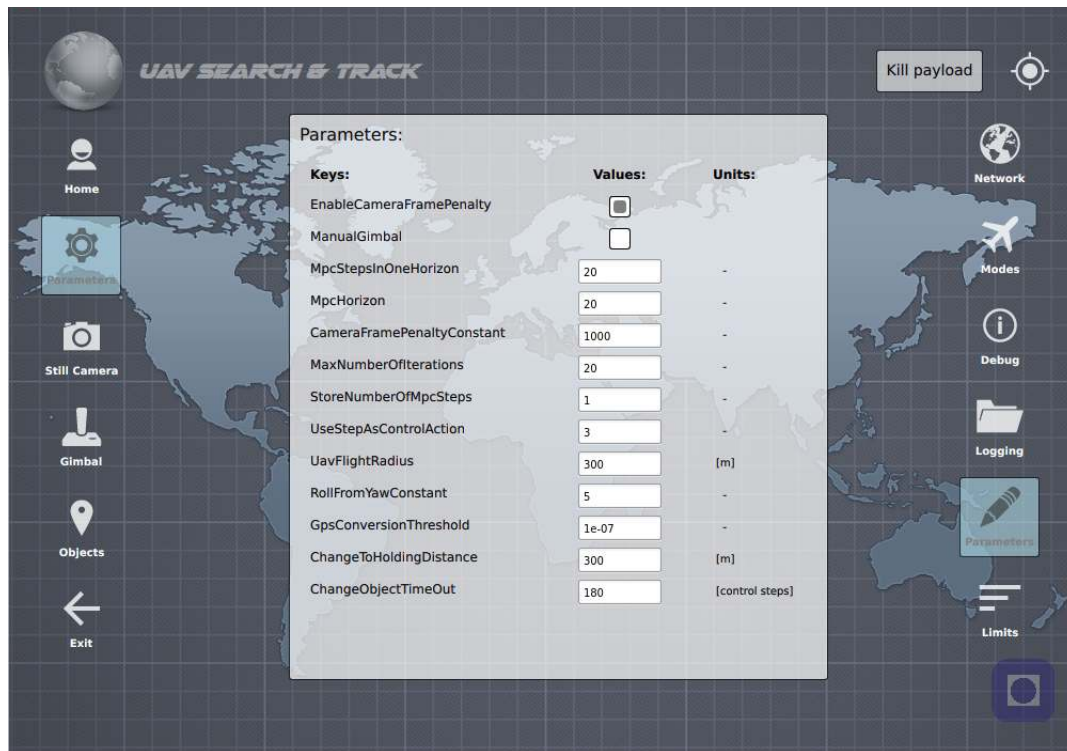 UAV SEARCH & TRACK
Kill payload
Home
Parameters
Still Camera
Gimbal
Objects
Exit
Parameters:
Keys: Values: Units:
EnableCameraFramePenalty
ManualGimbal
MpcStepsInOneHorizon 20 -
MpcHorizon 20 -
CameraFramePenaltyConstant 1000 -
MaxNumberOfIterations 20 -
StoreNumberOfMpcSteps 1 -
UseStepAsControlAction 3 -
UavFlightRadius 300 [m]
RollFromYawConstant 5 -
GpsConversionThreshold 1e-07 -
ChangeToHoldingDistance 300 [m]
ChangeObjectTimeOut 180 [control steps]
Network
Modes
Debug
Logging
Parameters
Limits